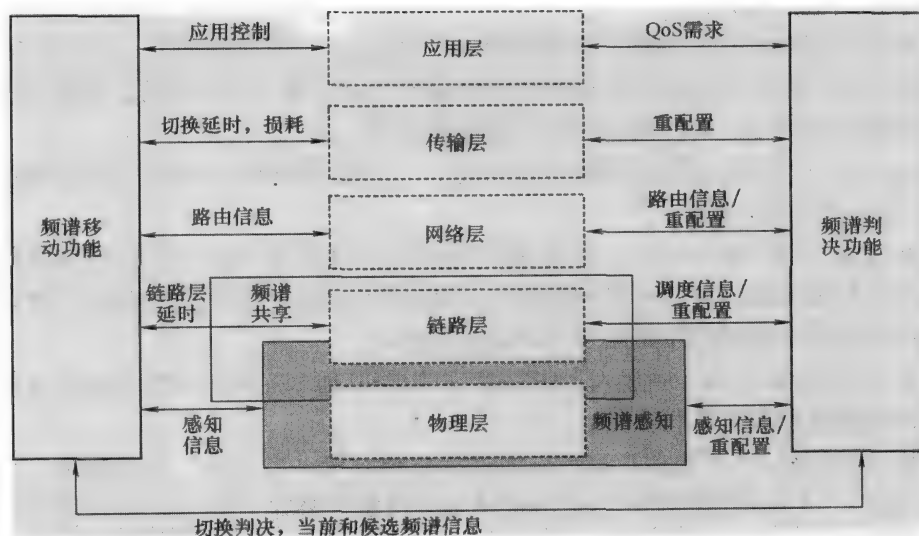 应用控制
应用层
QoS需求
切换延时，损耗
传输层
重配置
频谱移
动功能
路由信息
网络层
路由信息/
重配置
频谱判
决功能
链路层
延时
频谱
共享
链路层
调度信息/
重配置
感知
信息
物理层
频谱感知
感知信息/
重配置
切换判决，当前和候选频谱信息